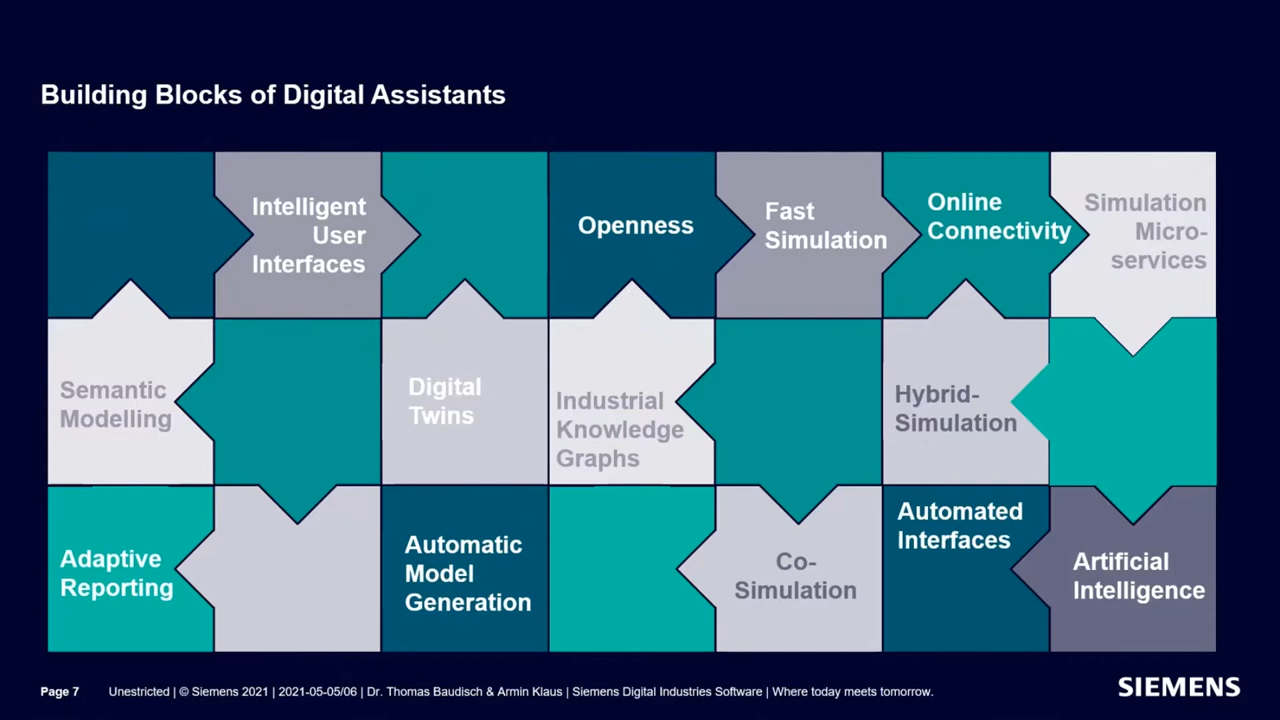 Building Blocks of Digital Assistants
Intelligent
User
Interfaces
Openness
Fast
Simulation
Online
Connectivity
Simulation
Micro-
services
Semantic
Modelling
Digital
Twins
Industrial
Knowledge
Graphs
Hybrid-
Simulation
Adaptive
Reporting
Automatic
Model
Generation
Co-
Simulation
Automated
Interfaces
Artificial
Intelligence
Page 7 Unestricted | © Siemens 2021 | 2021-05-05/06 | Dr. Thomas Baudisch & Armin Klaus | Siemens Digital Industries Software | Where today meets tomorrow.
SIEMENS